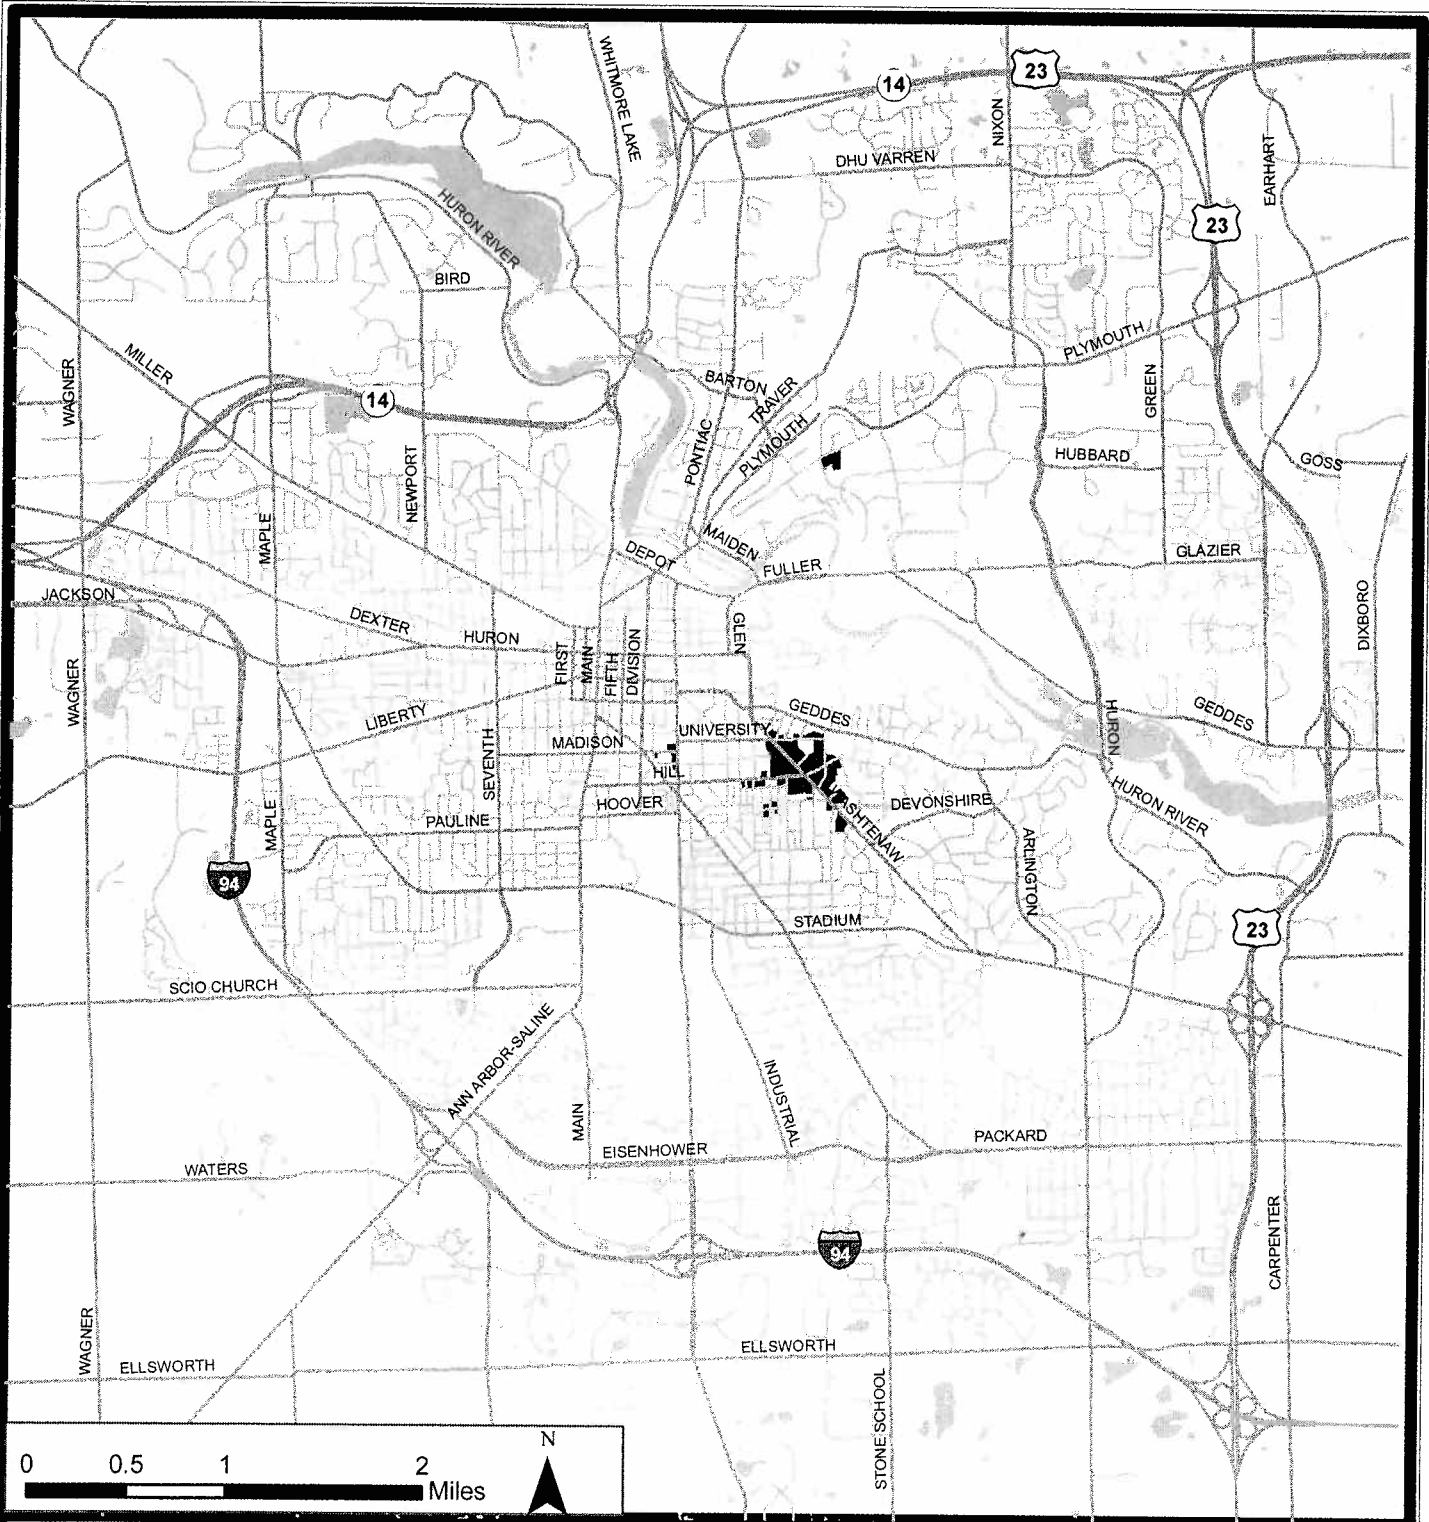 WHITMORE LAKE
14
23
NIXON
DHU VARREN
EARHART
23
HURON RIVER
BIRD
MILLER
WAGNER
14
BARTON
TRAVER
PLYMOUTH
PLYMOUTH
GREEN
PONTIAC
NEWPORT
HUBBARD
GOSS
MAPLE
DEPOT
MAIDEN
FULLER
GLAZIER
JACKSON
DEXTER
HURON
FIRST
MAIN
FIFTH
DIVISION
GLEN
DIXBORO
WAGNER
LIBERTY
SEVENTH
MADISON
UNIVERSITY
GEDDES
GEDDES
HURON
HILL
HOOVER
PAULINE
MAPLE
WASHTENAW
DEVONSHIRE
ARLINGTON
HURON RIVER
94
STADIUM
23
SCIO CHURCH
ANN ARBOR-SALINE
MAIN
INDUSTRIAL
EISENHOWER
PACKARD
WATERS
94
CARPENTER
WAGNER
ELLSWORTH
ELLSWORTH
STONE SCHOOL
0 0.5 1 2
Miles
N